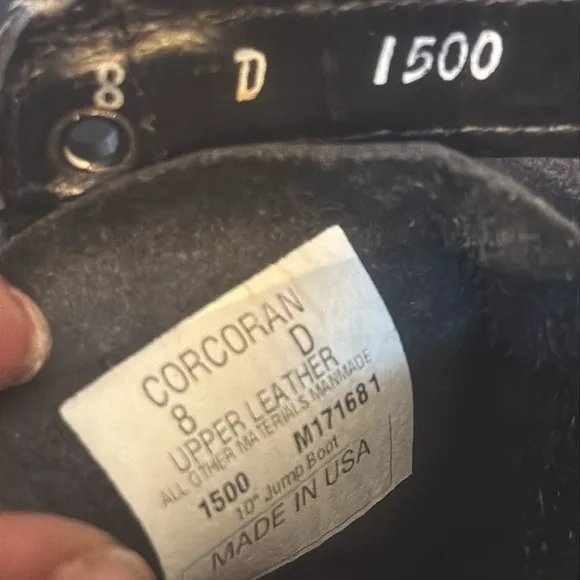 8 D 1500
CORCORAN
8 D
UPPER LEATHER
ALL OTHER MATERIALS MANMADE
1500 M171681
10" Jump Boot
MADE IN USA